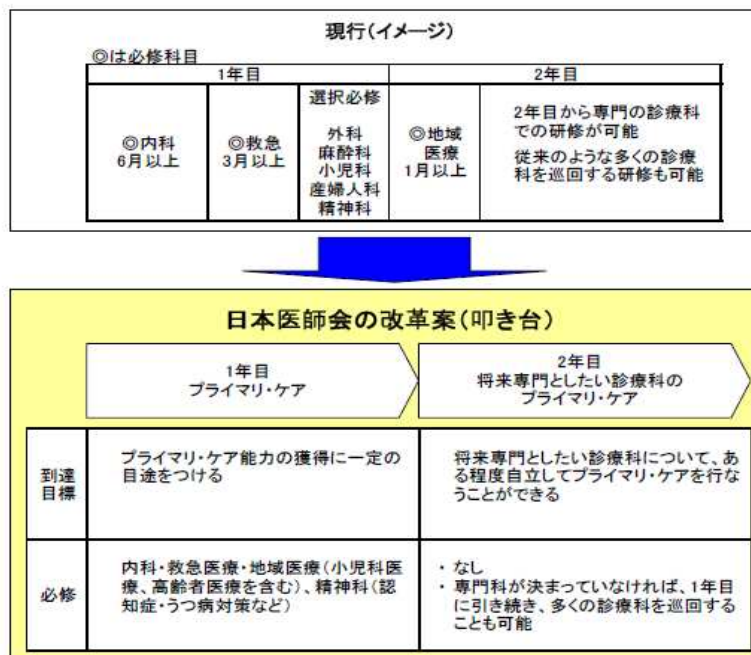 現行(イメージ)
◎は必修科目
1年目
2年目
◎内科
6月以上
◎救急
3月以上
選択必修
外科
麻酔科
小児科
産婦人科
精神科
◎地域
医療
1月以上
2年目から専門の診療科
での研修が可能
従来のような多くの診療
科を巡回する研修も可能
日本医師会の改革案(叩き台)
1年目
プライマリ・ケア
2年目
将来専門としたい診療科の
プライマリ・ケア
到達
目標
プライマリ・ケア能力の獲得に一定の
目途をつける
将来専門としたい診療科について、あ
る程度自立してプライマリ・ケアを行な
うことができる
必修
内科・救急医療・地域医療(小児科医
療、高齢者医療を含む)、精神科(認
知症・うつ病対策など)
・ なし
・ 専門科が決まっていなければ、1年目
に引き続き、多くの診療科を巡回する
ことも可能